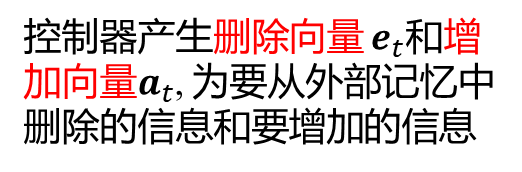 控制器产生删除向量 𝒆ₜ和增
加向量𝒂ₜ, 为要从外部记忆中
删除的信息和要增加的信息